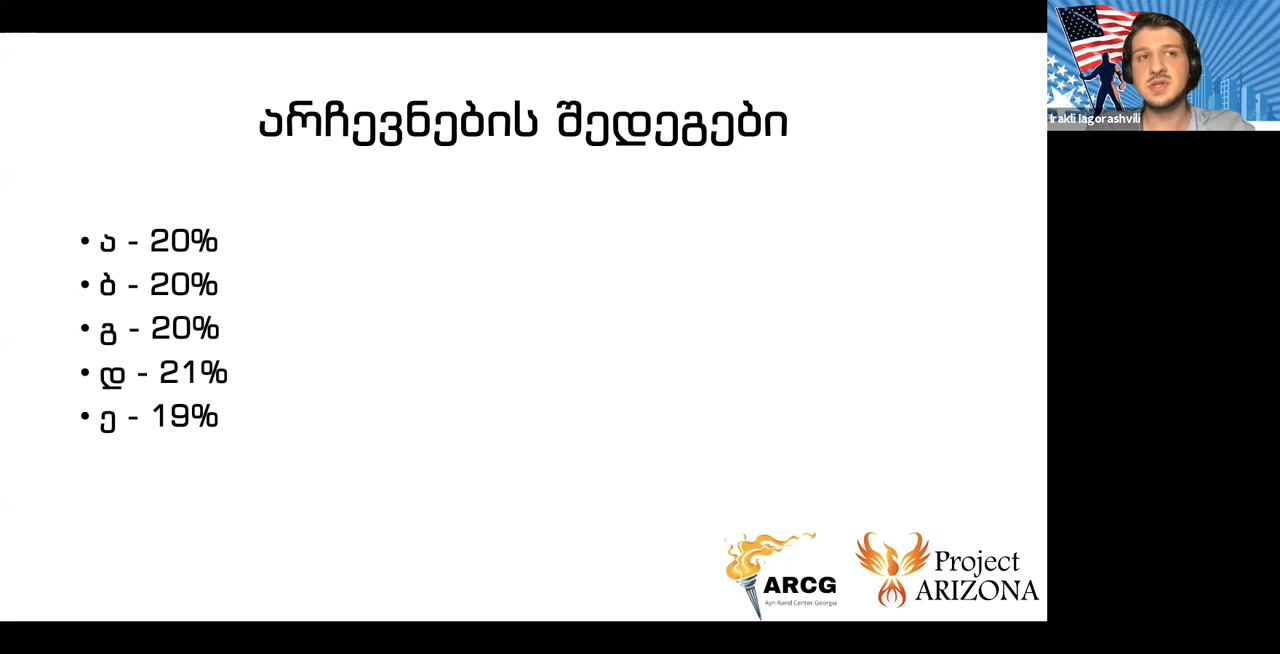 არჩევნების შედეგები
• ა - 20%
• ბ - 20%
• გ - 20%
• დ - 21%
• ე - 19%
Irakli Iagorashvili
ARCG
Ayn Rand Center Georgia
Project
ARIZONA